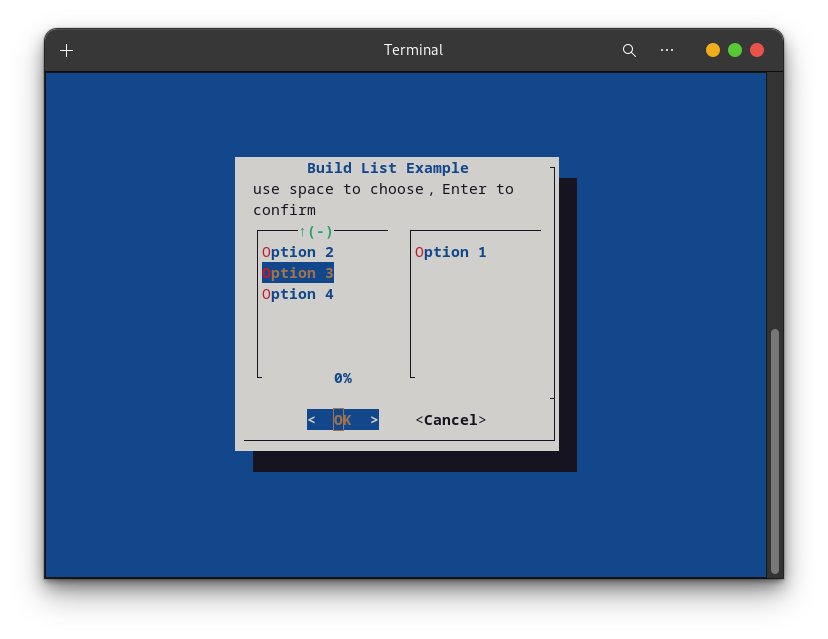 Terminal
Build List Example
use space to choose, Enter to
confirm
↑(-)
Option 2 Option 1
Option 3
Option 4
0%
< OK > <Cancel>